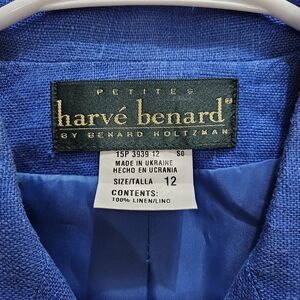 PETITES
harvé benard®
BY BENARD HOLTZMAN
15P 3939 12 SO
MADE IN UKRAINE
HECHO EN UCRANIA
SIZE/TALLA 12
CONTENTS:
100% LINEN/LINO